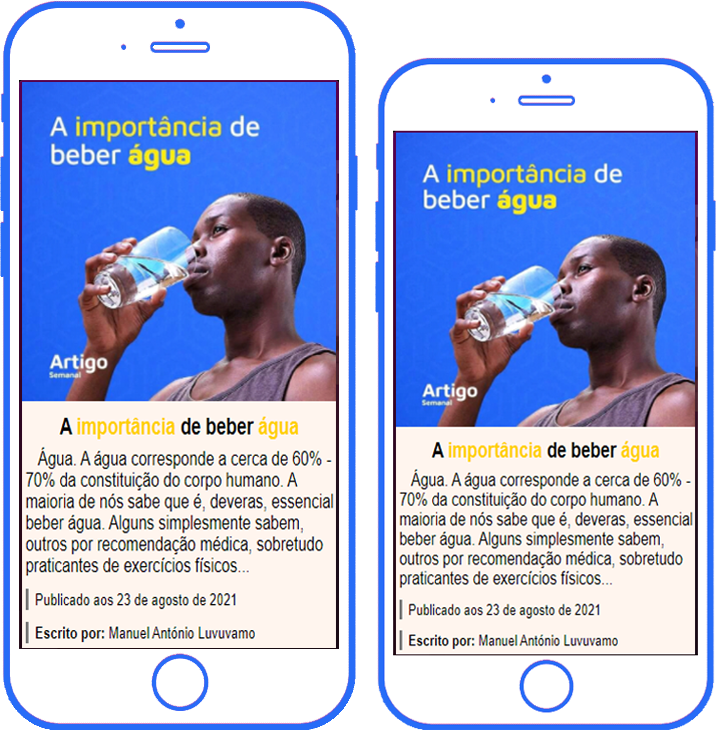 A importância de
beber água
Artigo
Semanal
A importância de beber água
Água. A água corresponde a cerca de 60% -
70% da constituição do corpo humano. A
maioria de nós sabe que é, deveras, essencial
beber água. Alguns simplesmente sabem,
outros por recomendação médica, sobretudo
praticantes de exercícios físicos...
Publicado aos 23 de agosto de 2021
Escrito por: Manuel António Luvuvamo
A importância de
beber água
Artigo
Semanal
A importância de beber água
Água. A água corresponde a cerca de 60% -
70% da constituição do corpo humano. A
maioria de nós sabe que é, deveras, essencial
beber água. Alguns simplesmente sabem,
outros por recomendação médica, sobretudo
praticantes de exercícios físicos...
Publicado aos 23 de agosto de 2021
Escrito por: Manuel António Luvuvamo